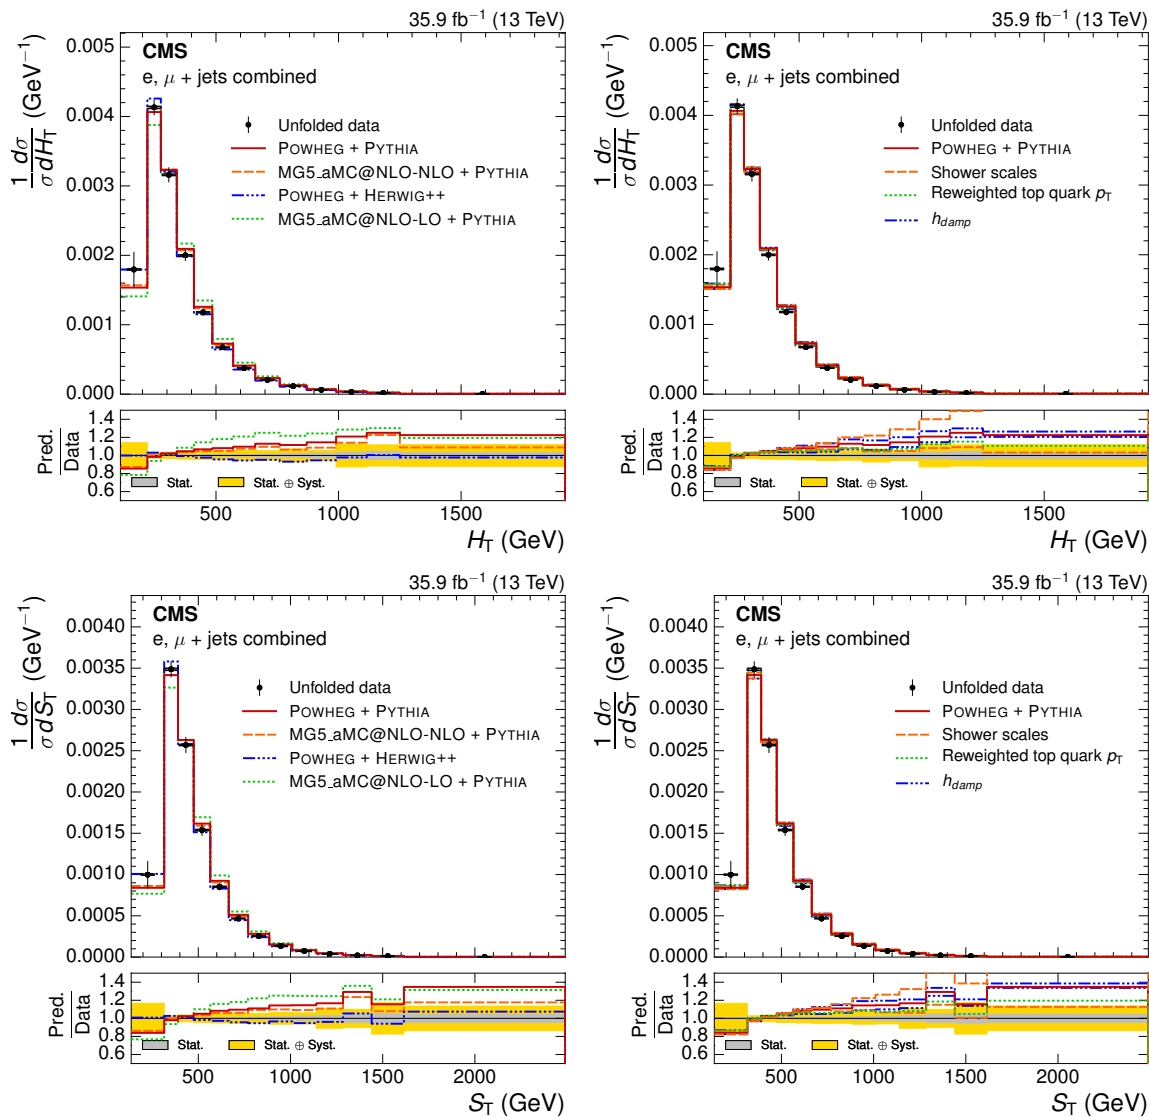 35.9 fb⁻¹ (13 TeV)
CMS
e, μ + jets combined
Unfolded data
POWHEG + PYTHIA
MG5_aMC@NLO-NLO + PYTHIA
POWHEG + HERWIG++
MG5_aMC@NLO-LO + PYTHIA
1/σ dσ/dH_T (GeV⁻¹)
0.005
0.004
0.003
0.002
0.001
0.000
Pred./Data
1.4
1.2
1.0
0.8
0.6
Stat.
Stat. ⊕ Syst.
500 1000 1500
H_T (GeV)
35.9 fb⁻¹ (13 TeV)
CMS
e, μ + jets combined
Unfolded data
POWHEG + PYTHIA
Shower scales
Reweighted top quark p_T
h_damp
1/σ dσ/dH_T (GeV⁻¹)
0.005
0.004
0.003
0.002
0.001
0.000
Pred./Data
1.4
1.2
1.0
0.8
0.6
Stat.
Stat. ⊕ Syst.
500 1000 1500
H_T (GeV)
35.9 fb⁻¹ (13 TeV)
CMS
e, μ + jets combined
Unfolded data
POWHEG + PYTHIA
MG5_aMC@NLO-NLO + PYTHIA
POWHEG + HERWIG++
MG5_aMC@NLO-LO + PYTHIA
1/σ dσ/dS_T (GeV⁻¹)
0.0040
0.0035
0.0030
0.0025
0.0020
0.0015
0.0010
0.0005
0.0000
Pred./Data
1.4
1.2
1.0
0.8
0.6
Stat.
Stat. ⊕ Syst.
500 1000 1500 2000
S_T (GeV)
35.9 fb⁻¹ (13 TeV)
CMS
e, μ + jets combined
Unfolded data
POWHEG + PYTHIA
Shower scales
Reweighted top quark p_T
h_damp
1/σ dσ/dS_T (GeV⁻¹)
0.0040
0.0035
0.0030
0.0025
0.0020
0.0015
0.0010
0.0005
0.0000
Pred./Data
1.4
1.2
1.0
0.8
0.6
Stat.
Stat. ⊕ Syst.
500 1000 1500 2000
S_T (GeV)